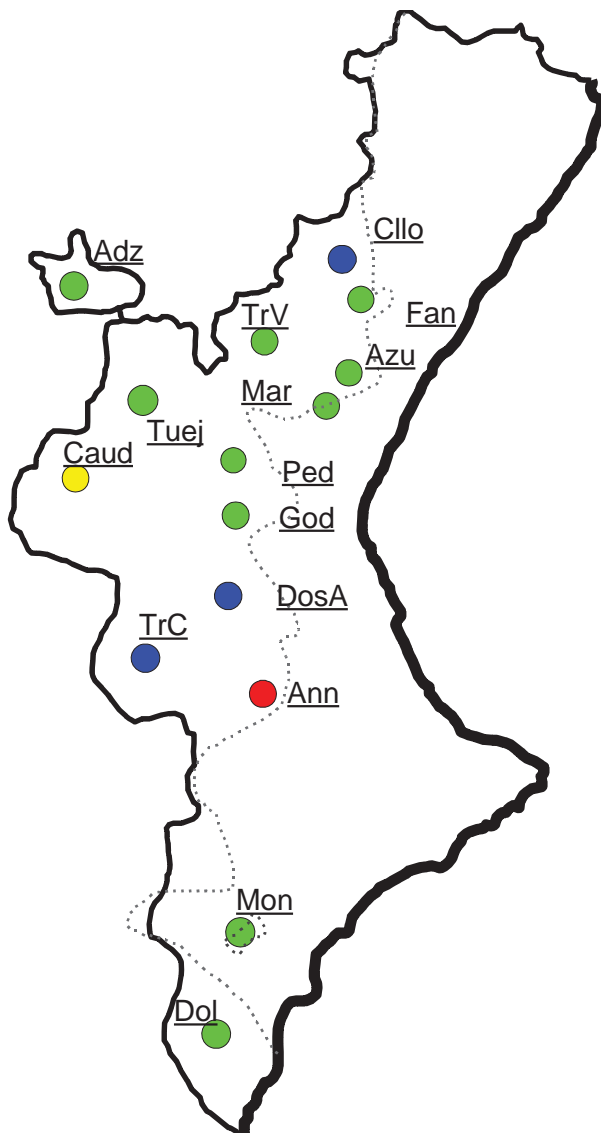 Cllo
Adz
TrV
Fan
Azu
Mar
Tuej
Caud
Ped
God
DosA
TrC
Ann
Mon
Dol